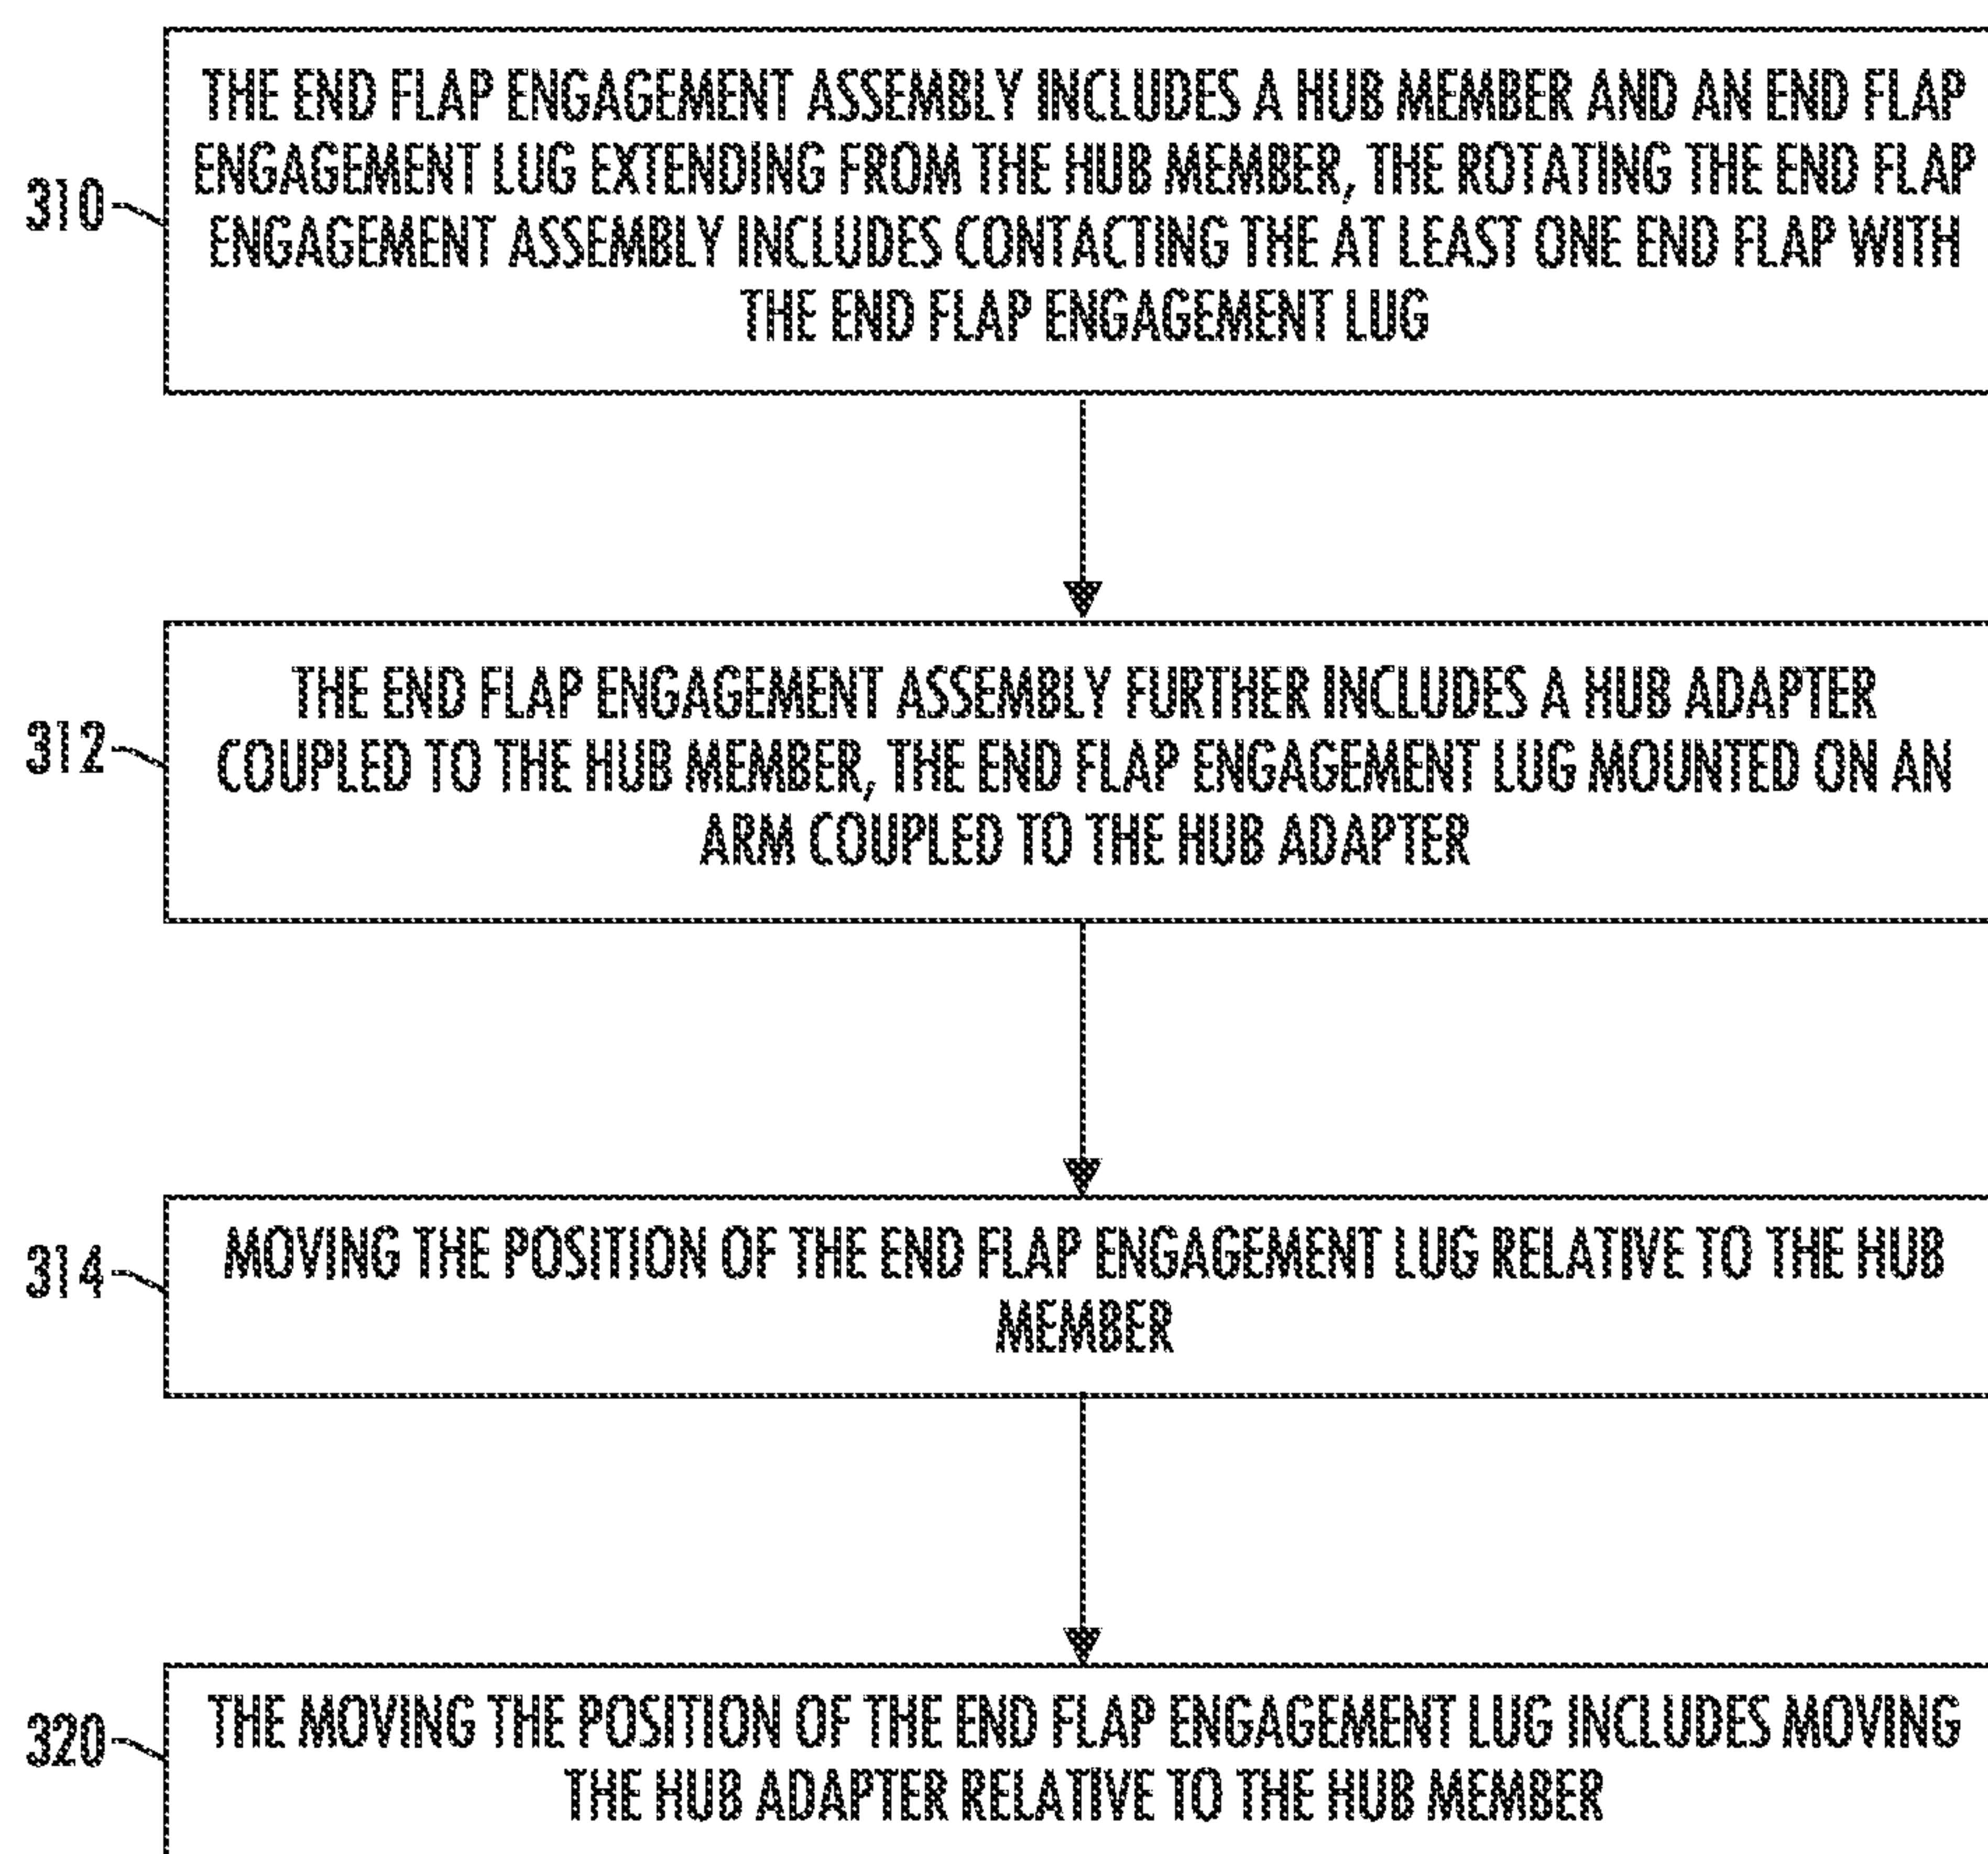 THE END FLAP ENGAGEMENT ASSEMBLY INCLUDES A HUB MEMBER AND AN END FLAP
ENGAGEMENT LUG EXTENDING FROM THE HUB MEMBER, THE ROTATING THE END FLAP
310
ENGAGEMENT ASSEMBLY INCLUDES CONTACTING THE AT LEAST ONE END FLAP WITH
THE END FLAP ENGAGEMENT LUG
THE END FLAP ENGAGEMENT ASSEMBLY FURTHER INCLUDES A HUB ADAPTER
312
COUPLED TO THE HUB MEMBER, THE END FLAP ENGAGEMENT LUG MOUNTED ON AN
ARM COUPLED TO THE HUB ADAPTER
MOVING THE POSITION OF THE END FLAP ENGAGEMENT LUG RELATIVE TO THE HUB
314
MEMBER
THE MOVING THE POSITION OF THE END FLAP ENGAGEMENT LUG INCLUDES MOVING
320
THE HUB ADAPTER RELATIVE TO THE HUB MEMBER